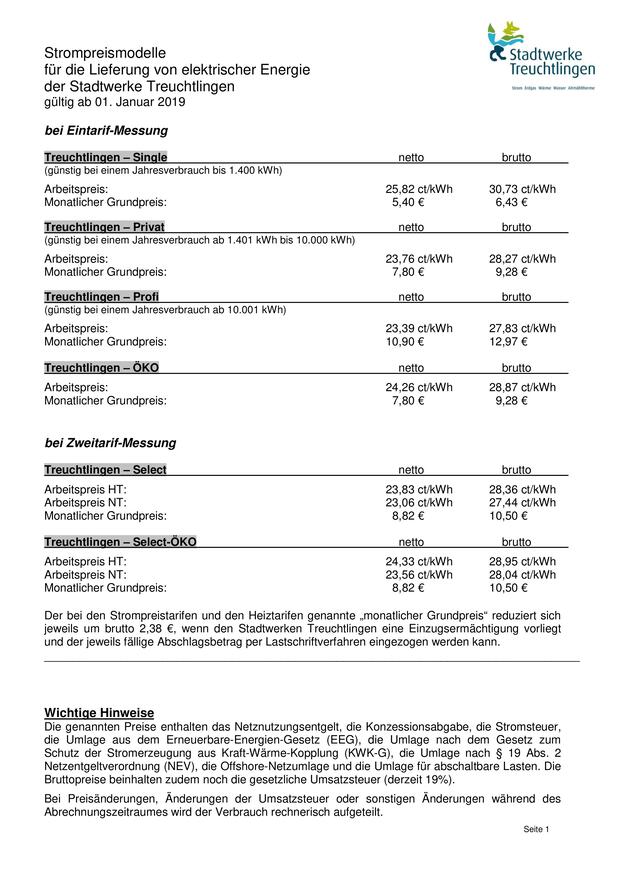 Strompreismodelle
für die Lieferung von elektrischer Energie
der Stadtwerke Treuchtlingen
gültig ab 01. Januar 2019
Stadtwerke
Treuchtlingen
Strom Erdgas Wärme Wasser Altmühltherme
bei Eintarif-Messung
Treuchtlingen – Single netto brutto
(günstig bei einem Jahresverbrauch bis 1.400 kWh)
Arbeitspreis: 25,82 ct/kWh 30,73 ct/kWh
Monatlicher Grundpreis: 5,40 € 6,43 €
Treuchtlingen – Privat netto brutto
(günstig bei einem Jahresverbrauch ab 1.401 kWh bis 10.000 kWh)
Arbeitspreis: 23,76 ct/kWh 28,27 ct/kWh
Monatlicher Grundpreis: 7,80 € 9,28 €
Treuchtlingen – Profi netto brutto
(günstig bei einem Jahresverbrauch ab 10.001 kWh)
Arbeitspreis: 23,39 ct/kWh 27,83 ct/kWh
Monatlicher Grundpreis: 10,90 € 12,97 €
Treuchtlingen – ÖKO netto brutto
Arbeitspreis: 24,26 ct/kWh 28,87 ct/kWh
Monatlicher Grundpreis: 7,80 € 9,28 €
bei Zweitarif-Messung
Treuchtlingen – Select netto brutto
Arbeitspreis HT: 23,83 ct/kWh 28,36 ct/kWh
Arbeitspreis NT: 23,06 ct/kWh 27,44 ct/kWh
Monatlicher Grundpreis: 8,82 € 10,50 €
Treuchtlingen – Select-ÖKO netto brutto
Arbeitspreis HT: 24,33 ct/kWh 28,95 ct/kWh
Arbeitspreis NT: 23,56 ct/kWh 28,04 ct/kWh
Monatlicher Grundpreis: 8,82 € 10,50 €
Der bei den Strompreistarifen und den Heiztarifen genannte „monatlicher Grundpreis“ reduziert sich
jeweils um brutto 2,38 €, wenn den Stadtwerken Treuchtlingen eine Einzugsermächtigung vorliegt
und der jeweils fällige Abschlagsbetrag per Lastschriftverfahren eingezogen werden kann.
Wichtige Hinweise
Die genannten Preise enthalten das Netznutzungsentgelt, die Konzessionsabgabe, die Stromsteuer,
die Umlage aus dem Erneuerbare-Energien-Gesetz (EEG), die Umlage nach dem Gesetz zum
Schutz der Stromerzeugung aus Kraft-Wärme-Kopplung (KWK-G), die Umlage nach § 19 Abs. 2
Netzentgeltverordnung (NEV), die Offshore-Netzumlage und die Umlage für abschaltbare Lasten. Die
Bruttopreise beinhalten zudem noch die gesetzliche Umsatzsteuer (derzeit 19%).
Bei Preisänderungen, Änderungen der Umsatzsteuer oder sonstigen Änderungen während des
Abrechnungszeitraumes wird der Verbrauch rechnerisch aufgeteilt.
Seite 1